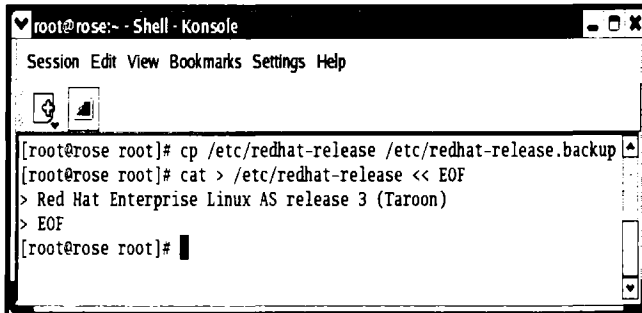 root@rose:~ - Shell - Konsole
Session Edit View Bookmarks Settings Help
[root@rose root]# cp /etc/redhat-release /etc/redhat-release.backup
[root@rose root]# cat > /etc/redhat-release << EOF
> Red Hat Enterprise Linux AS release 3 (Taroon)
> EOF
[root@rose root]#